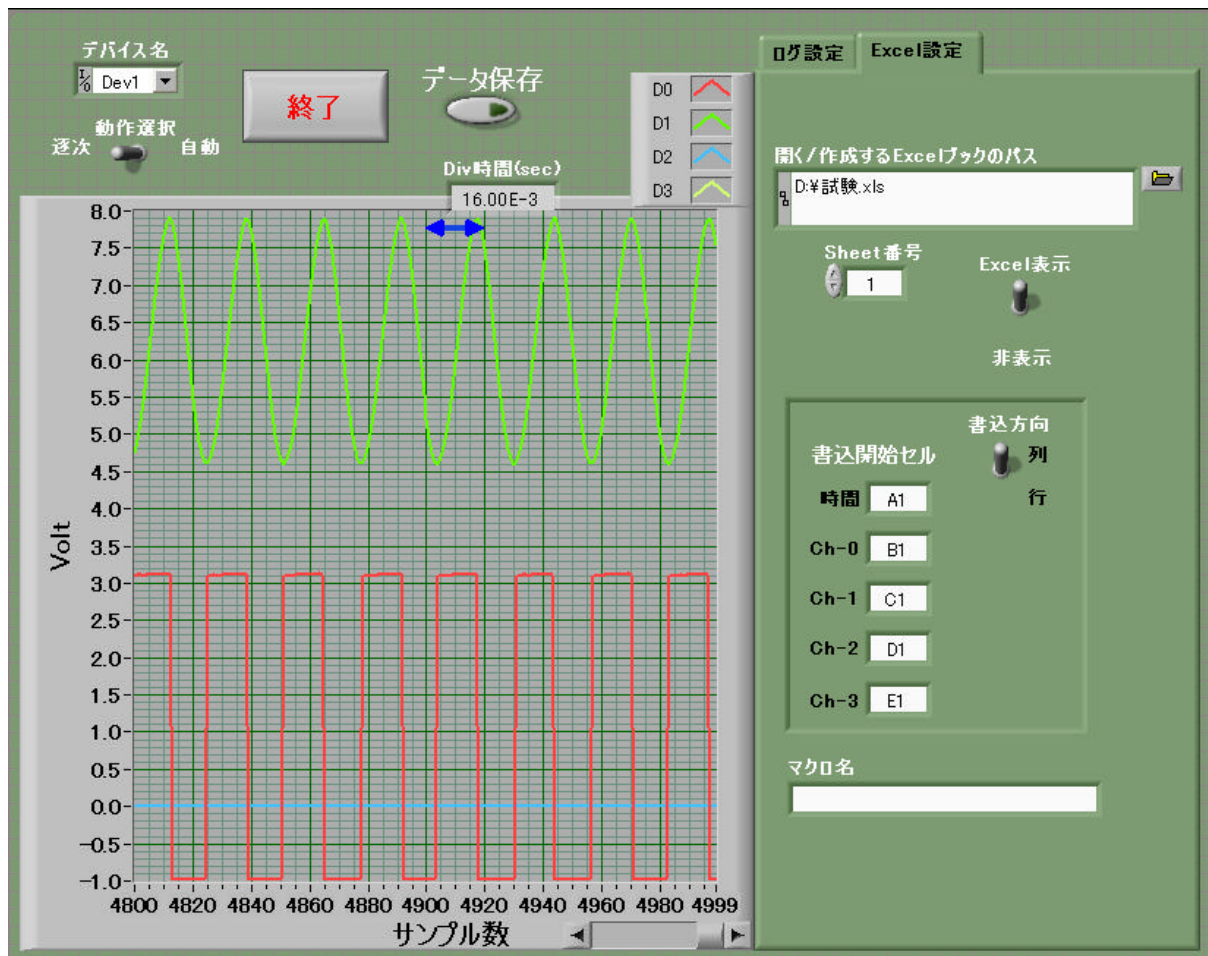 デバイス名
Dev1
終了
データ保存
動作選択
逐次 自動
Div時間(sec)
16.00E-3
D0
D1
D2
D3
8.0
7.5
7.0
6.5
6.0
5.5
5.0
4.5
4.0
3.5
3.0
2.5
2.0
1.5
1.0
0.5
0.0
-0.5
-1.0
Volt
4800 4820 4840 4860 4880 4900 4920 4940 4960 4980 4999
サンプル数
ログ設定 Excel設定
開く/作成するExcelブックのパス
D:¥試験.xls
Sheet番号
1
Excel表示
非表示
書込方向
列
行
書込開始セル
時間 A1
Ch-0 B1
Ch-1 C1
Ch-2 D1
Ch-3 E1
マクロ名